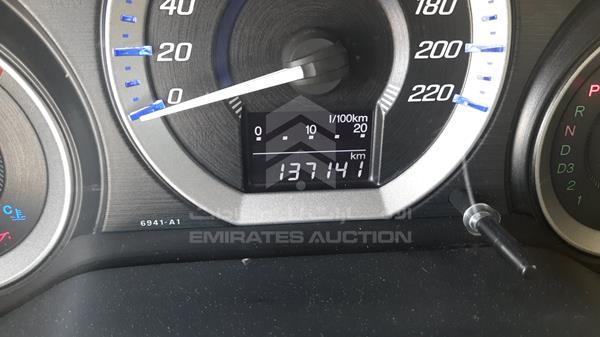 40
180
20
200
0
220
l/100km
0 10 20
km
137141
6941-A1
EMIRATES AUCTION
C
P
R
N
D
D3
2
1